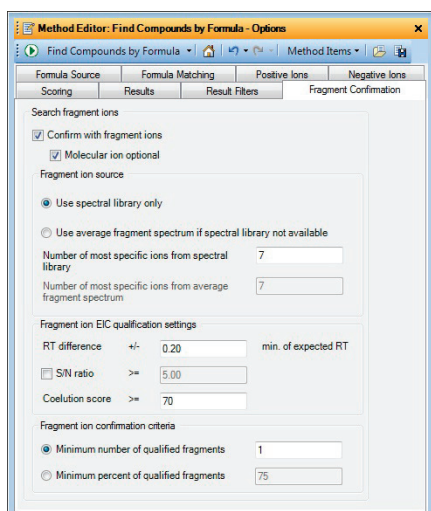 Method Editor: Find Compounds by Formula - Options
Find Compounds by Formula Method Items
Formula Source Formula Matching Positive Ions Negative Ions
Scoring Results Result Filters Fragment Confirmation
Search fragment ions
Confirm with fragment ions
Molecular ion optional
Fragment ion source
Use spectral library only
Use average fragment spectrum if spectral library not available
Number of most specific ions from spectral 7
library
Number of most specific ions from average 7
fragment spectrum
Fragment ion EIC qualification settings
RT difference +/- 0.20 min. of expected RT
S/N ratio >= 5.00
Coelution score >= 70
Fragment ion confirmation criteria
Minimum number of qualified fragments 1
Minimum percent of qualified fragments 75